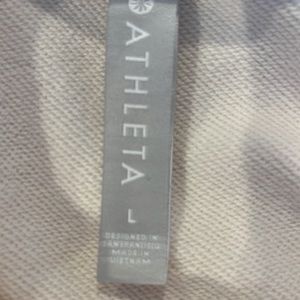 ATHLETA
L
DESIGNED IN
SAN FRANCISCO
MADE IN
VIETNAM